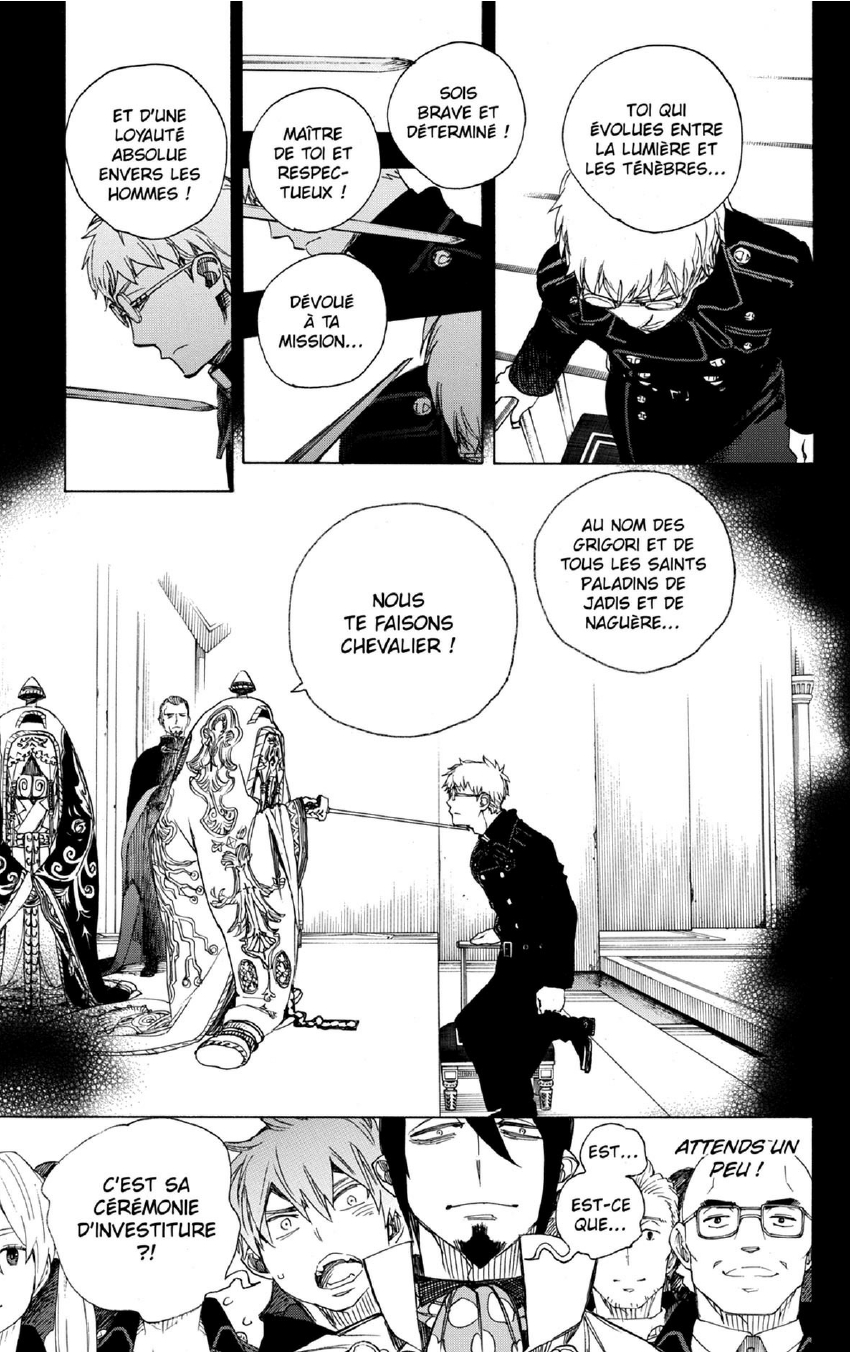 TOI QUI
ÉVOLUES ENTRE
LA LUMIÈRE ET
LES TÉNÈBRES...
SOIS
BRAVE ET
DÉTERMINÉ !
MAÎTRE
DE TOI ET
RESPEC-
TUEUX !
DÉVOUÉ
À TA
MISSION...
ET D'UNE
LOYAUTÉ
ABSOLUE
ENVERS LES
HOMMES !
AU NOM DES
GRIGORI ET DE
TOUS LES SAINTS
PALADINS DE
JADIS ET DE
NAGUÈRE...
NOUS
TE FAISONS
CHEVALIER !
ATTENDS UN
PEU !
EST...
EST-CE
QUE...
C'EST SA
CÉRÉMONIE
D'INVESTITURE
?!